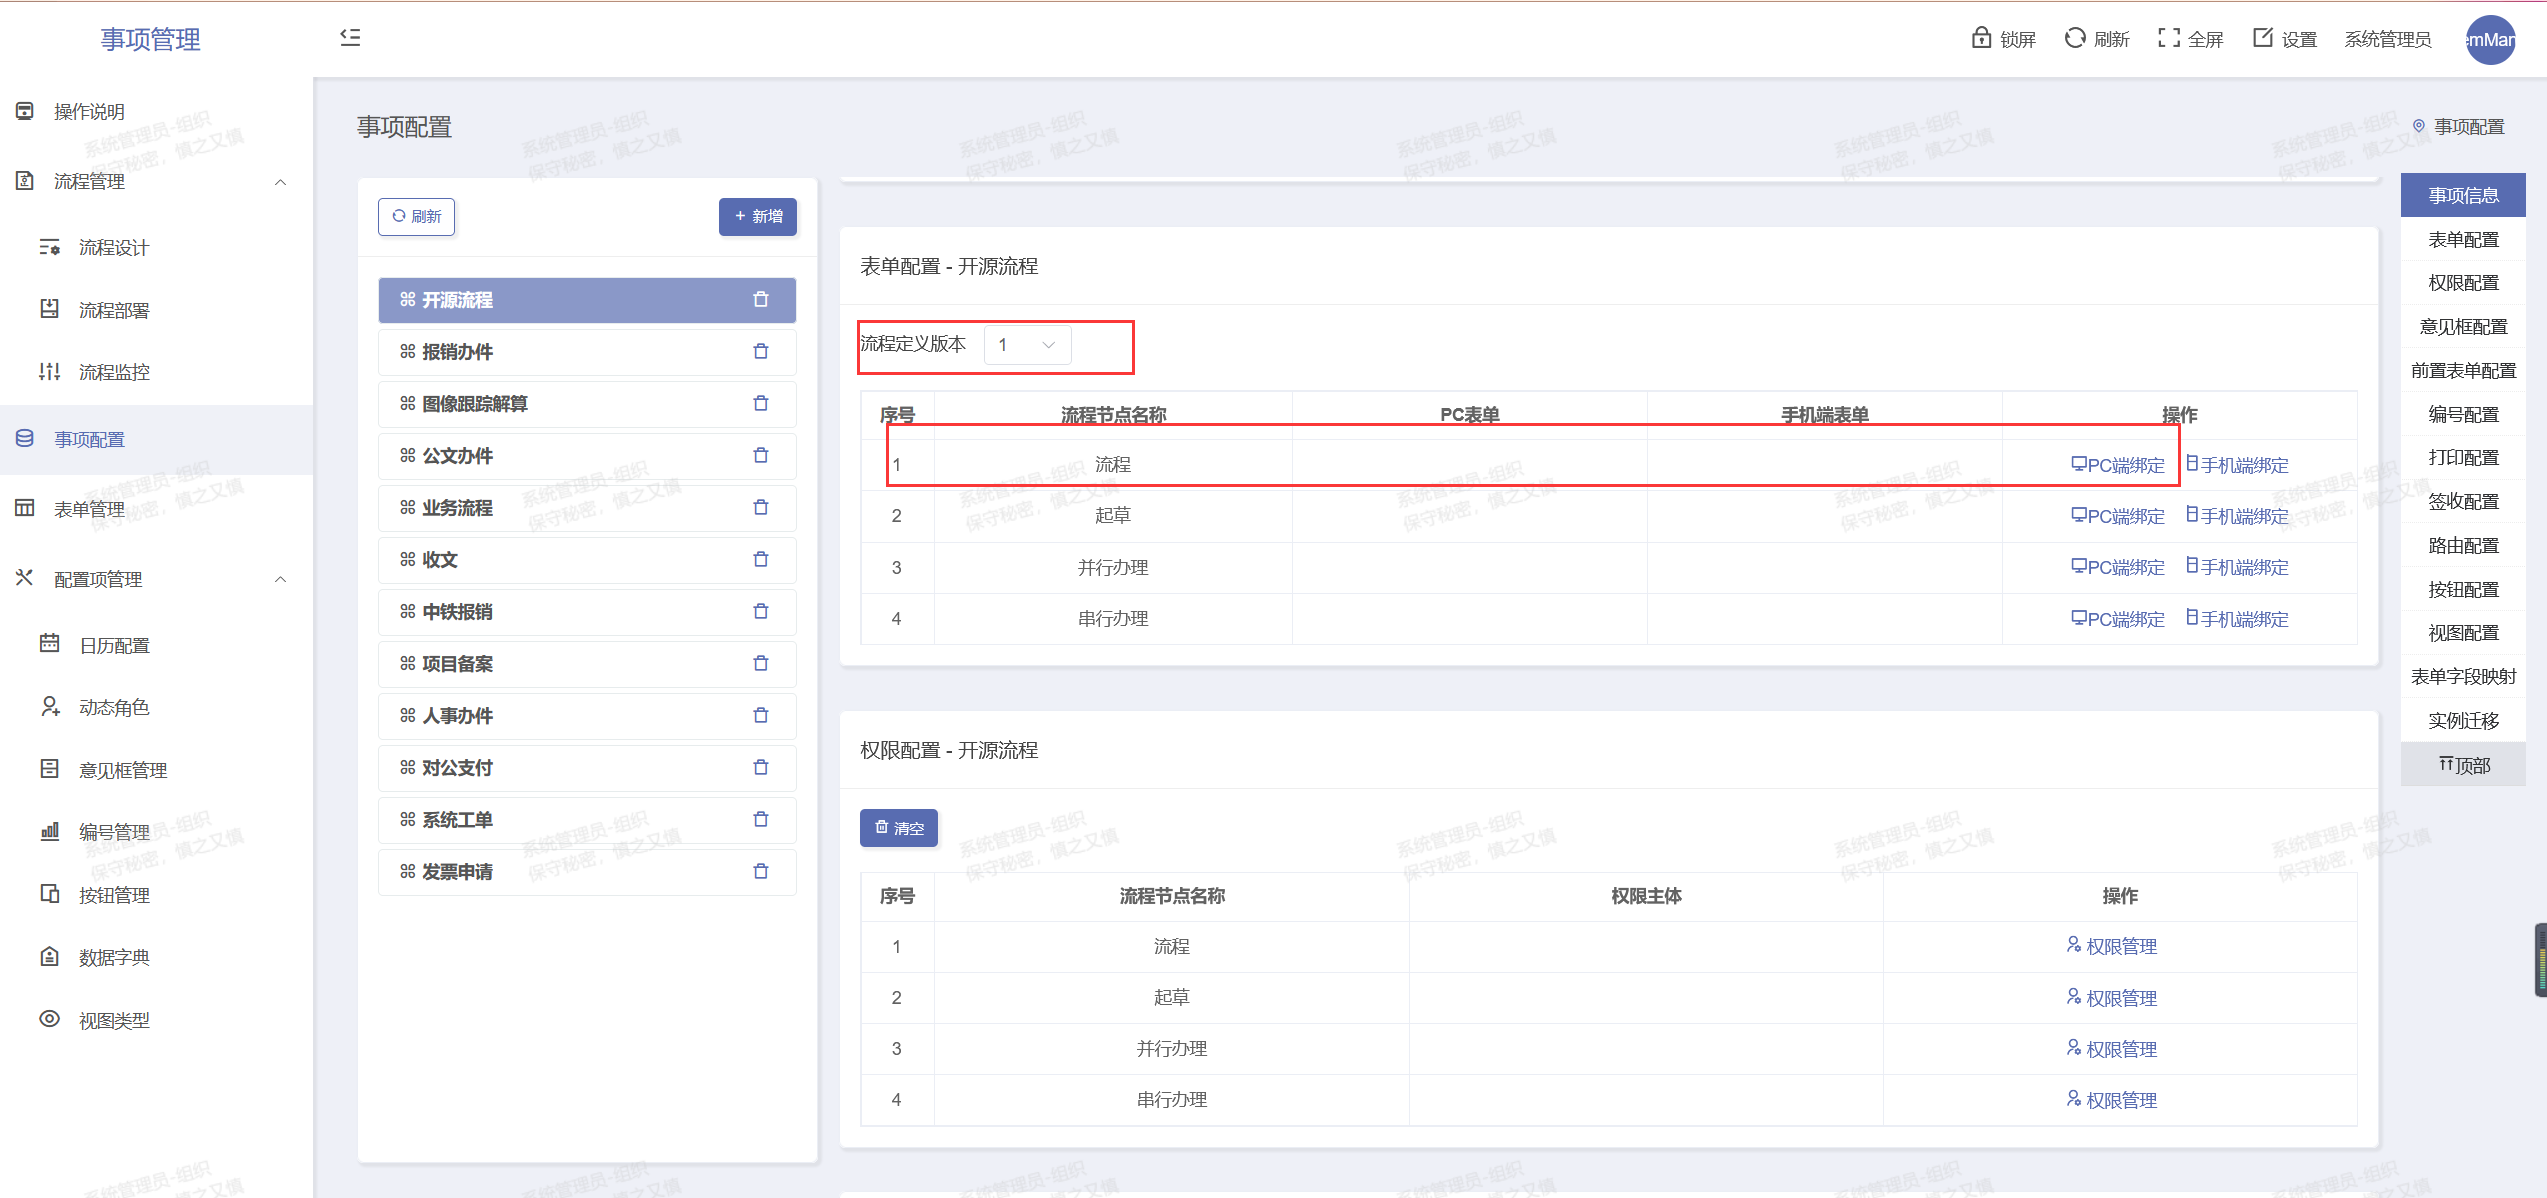 事项管理
锁屏
刷新
全屏
设置
系统管理员
emMan
操作说明
流程管理
流程设计
流程部署
流程监控
事项配置
表单管理
配置项管理
日历配置
动态角色
意见框管理
编号管理
按钮管理
数据字典
视图类型
事项配置
事项配置
刷新
+ 新增
开源流程
报销办件
图像跟踪解算
公文办件
业务流程
收文
中铁报销
项目备案
人事办件
对公支付
系统工单
发票申请
表单配置 - 开源流程
流程定义版本 1
序号 流程节点名称 PC表单 手机端表单 操作
1 流程 PC端绑定 手机端绑定
2 起草 PC端绑定 手机端绑定
3 并行办理 PC端绑定 手机端绑定
4 串行办理 PC端绑定 手机端绑定
权限配置 - 开源流程
清空
序号 流程节点名称 权限主体 操作
1 流程 权限管理
2 起草 权限管理
3 并行办理 权限管理
4 串行办理 权限管理
事项信息
表单配置
权限配置
意见框配置
前置表单配置
编号配置
打印配置
签收配置
路由配置
按钮配置
视图配置
表单字段映射
实例迁移
顶部
系统管理员-组织
保守秘密，慎之又慎